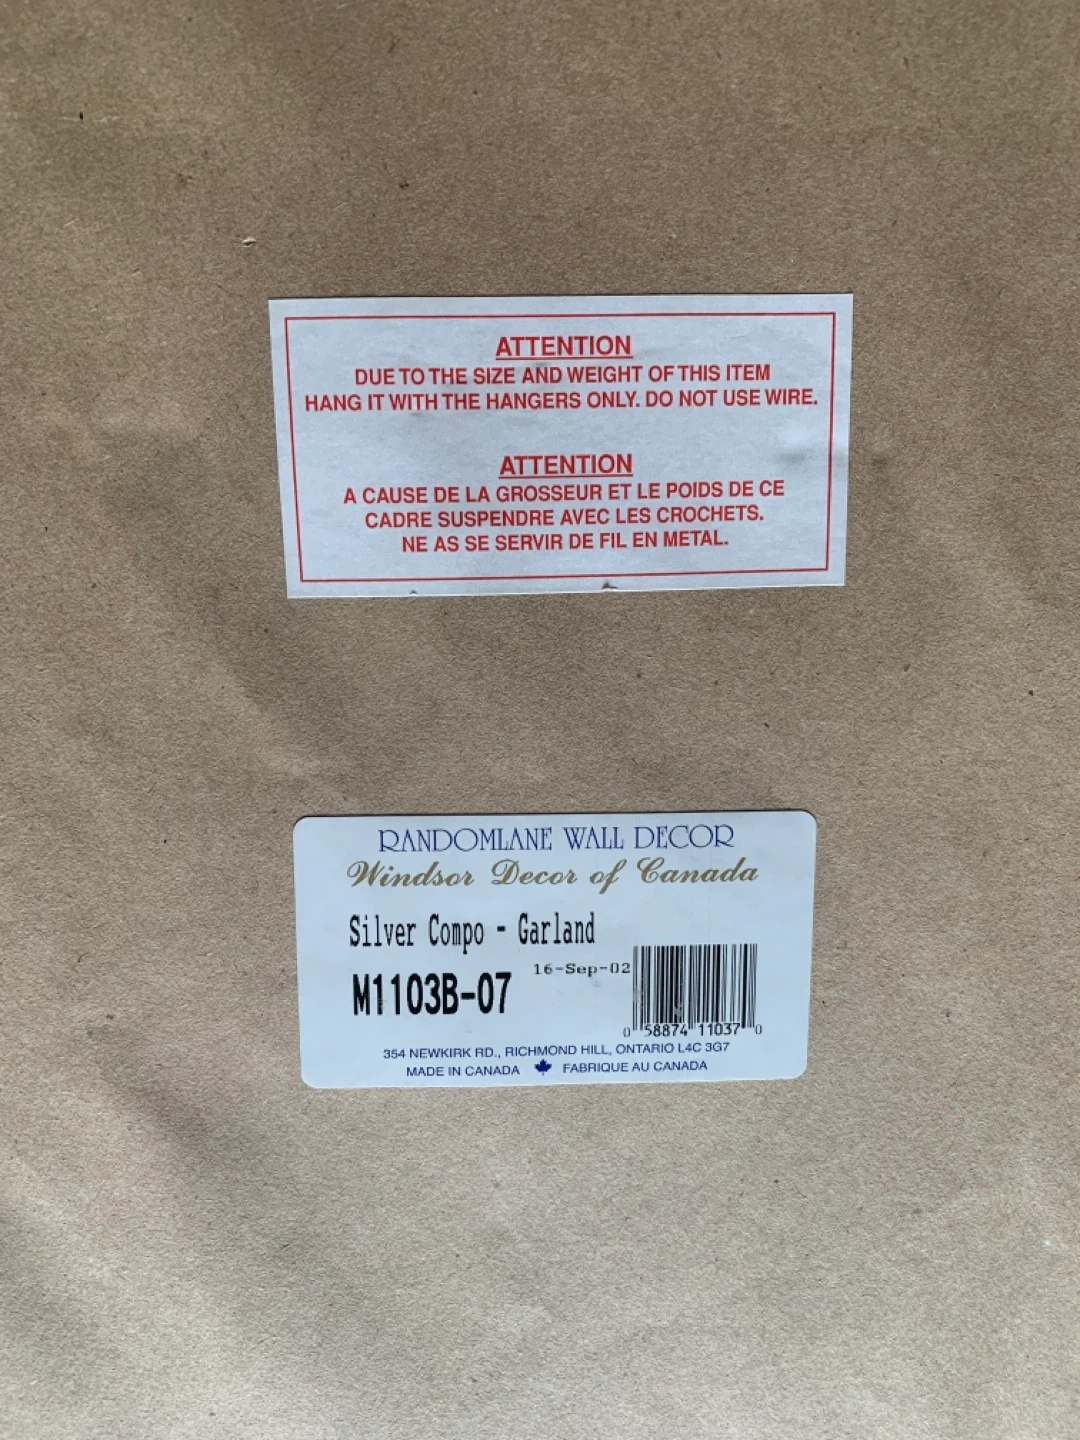 ATTENTION
DUE TO THE SIZE AND WEIGHT OF THIS ITEM
HANG IT WITH THE HANGERS ONLY. DO NOT USE WIRE.
ATTENTION
A CAUSE DE LA GROSSEUR ET LE POIDS DE CE
CADRE SUSPENDRE AVEC LES CROCHETS.
NE AS SE SERVIR DE FIL EN METAL.
RANDOMLANE WALL DECOR
Windsor Decor of Canada
Silver Compo - Garland
16-Sep-02
M1103B-07
0 58874 11037 0
354 NEWKIRK RD., RICHMOND HILL, ONTARIO L4C 3G7
MADE IN CANADA FABRIQUE AU CANADA